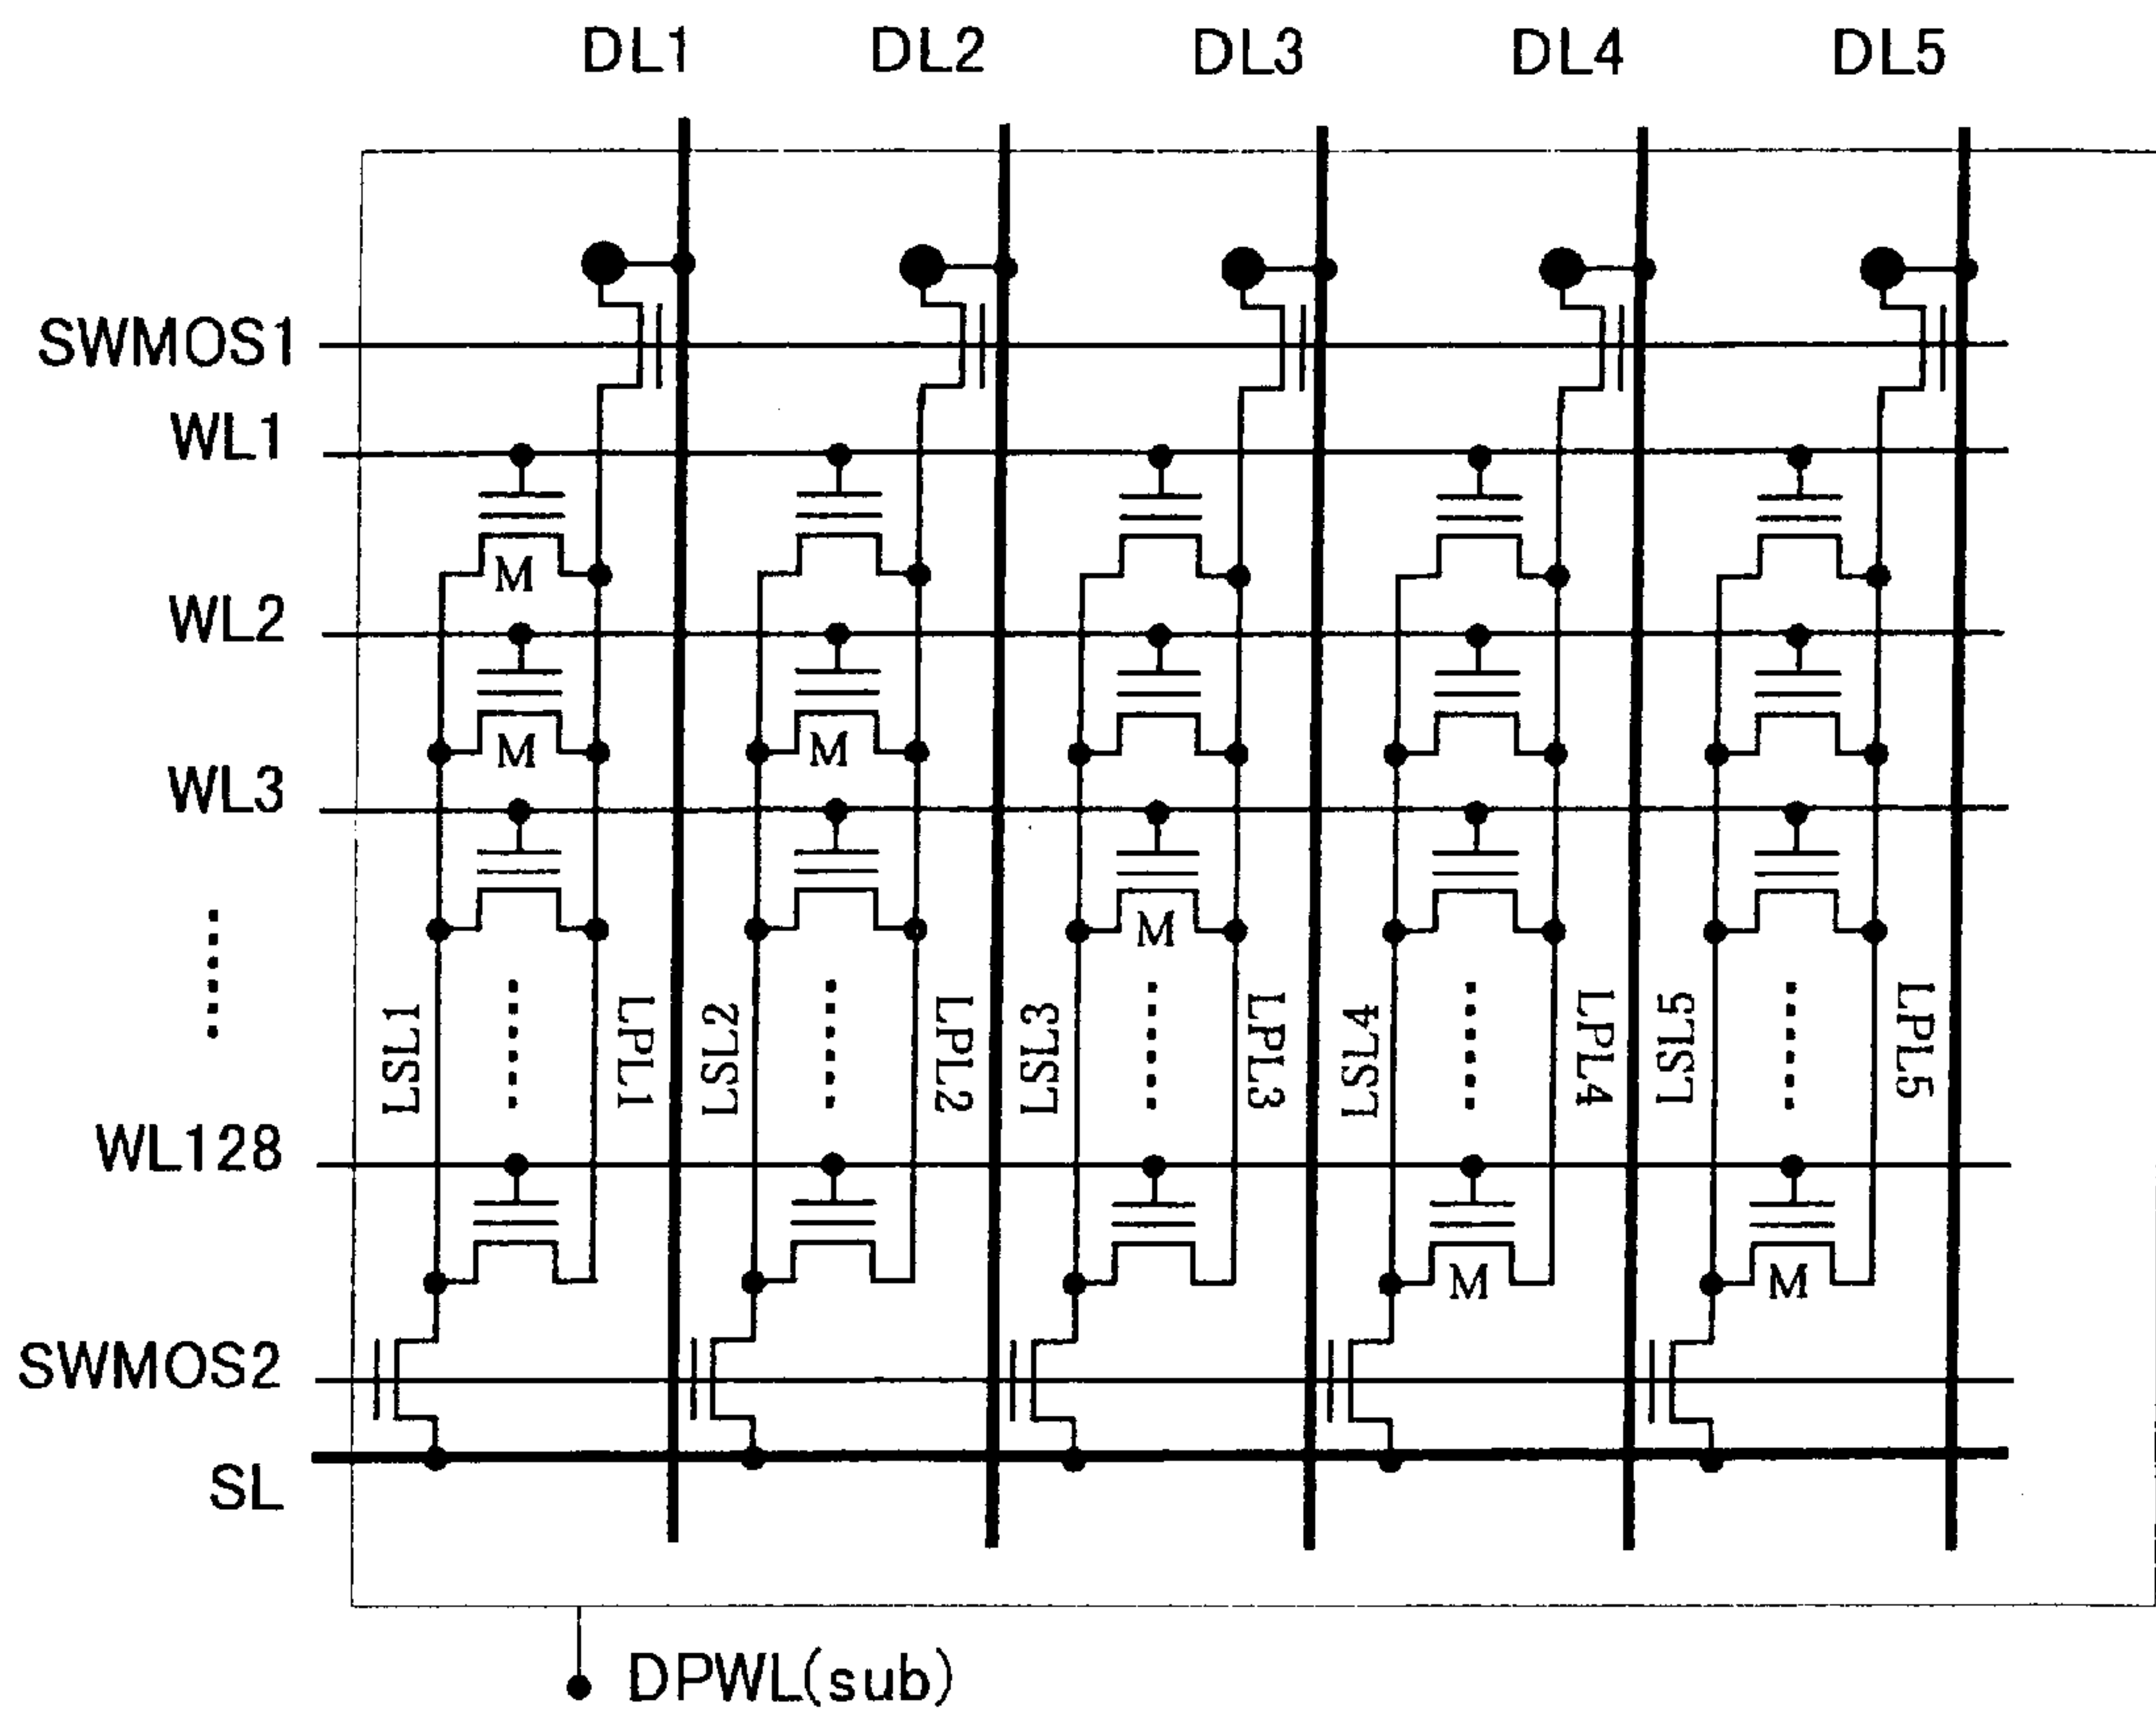 DL1 DL2 DL3 DL4 DL5
SWMOS1
WL1
M
WL2
M M
WL3
M
LSL1 LPL1 LSL2 LPL2 LSL3 LPL3 LSL4 LPL4 LSL5 LPL5
WL128
M M
SWMOS2
SL
DPWL(sub)